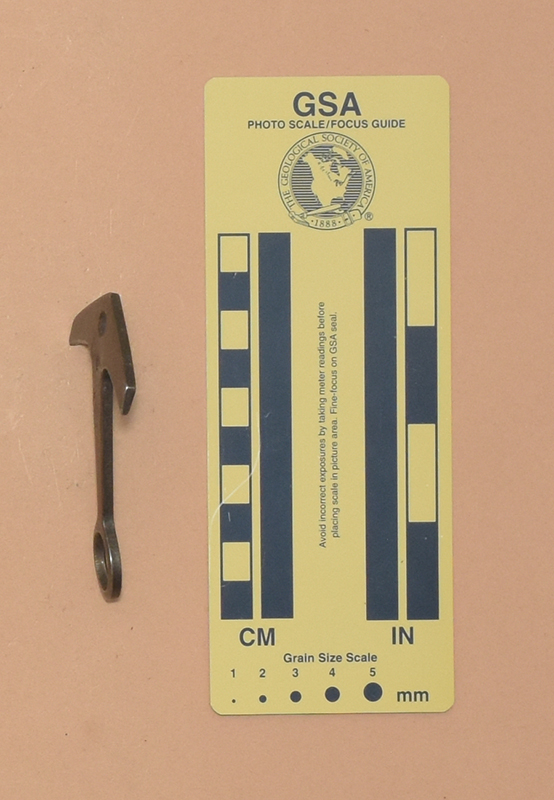 GSA
PHOTO SCALE/FOCUS GUIDE
THE GEOLOGICAL SOCIETY OF AMERICA
·1888·
®
Avoid incorrect exposures by taking meter readings before
placing scale in picture area. Fine-focus on GSA seal.
CM
IN
Grain Size Scale
1 2 3 4 5
mm